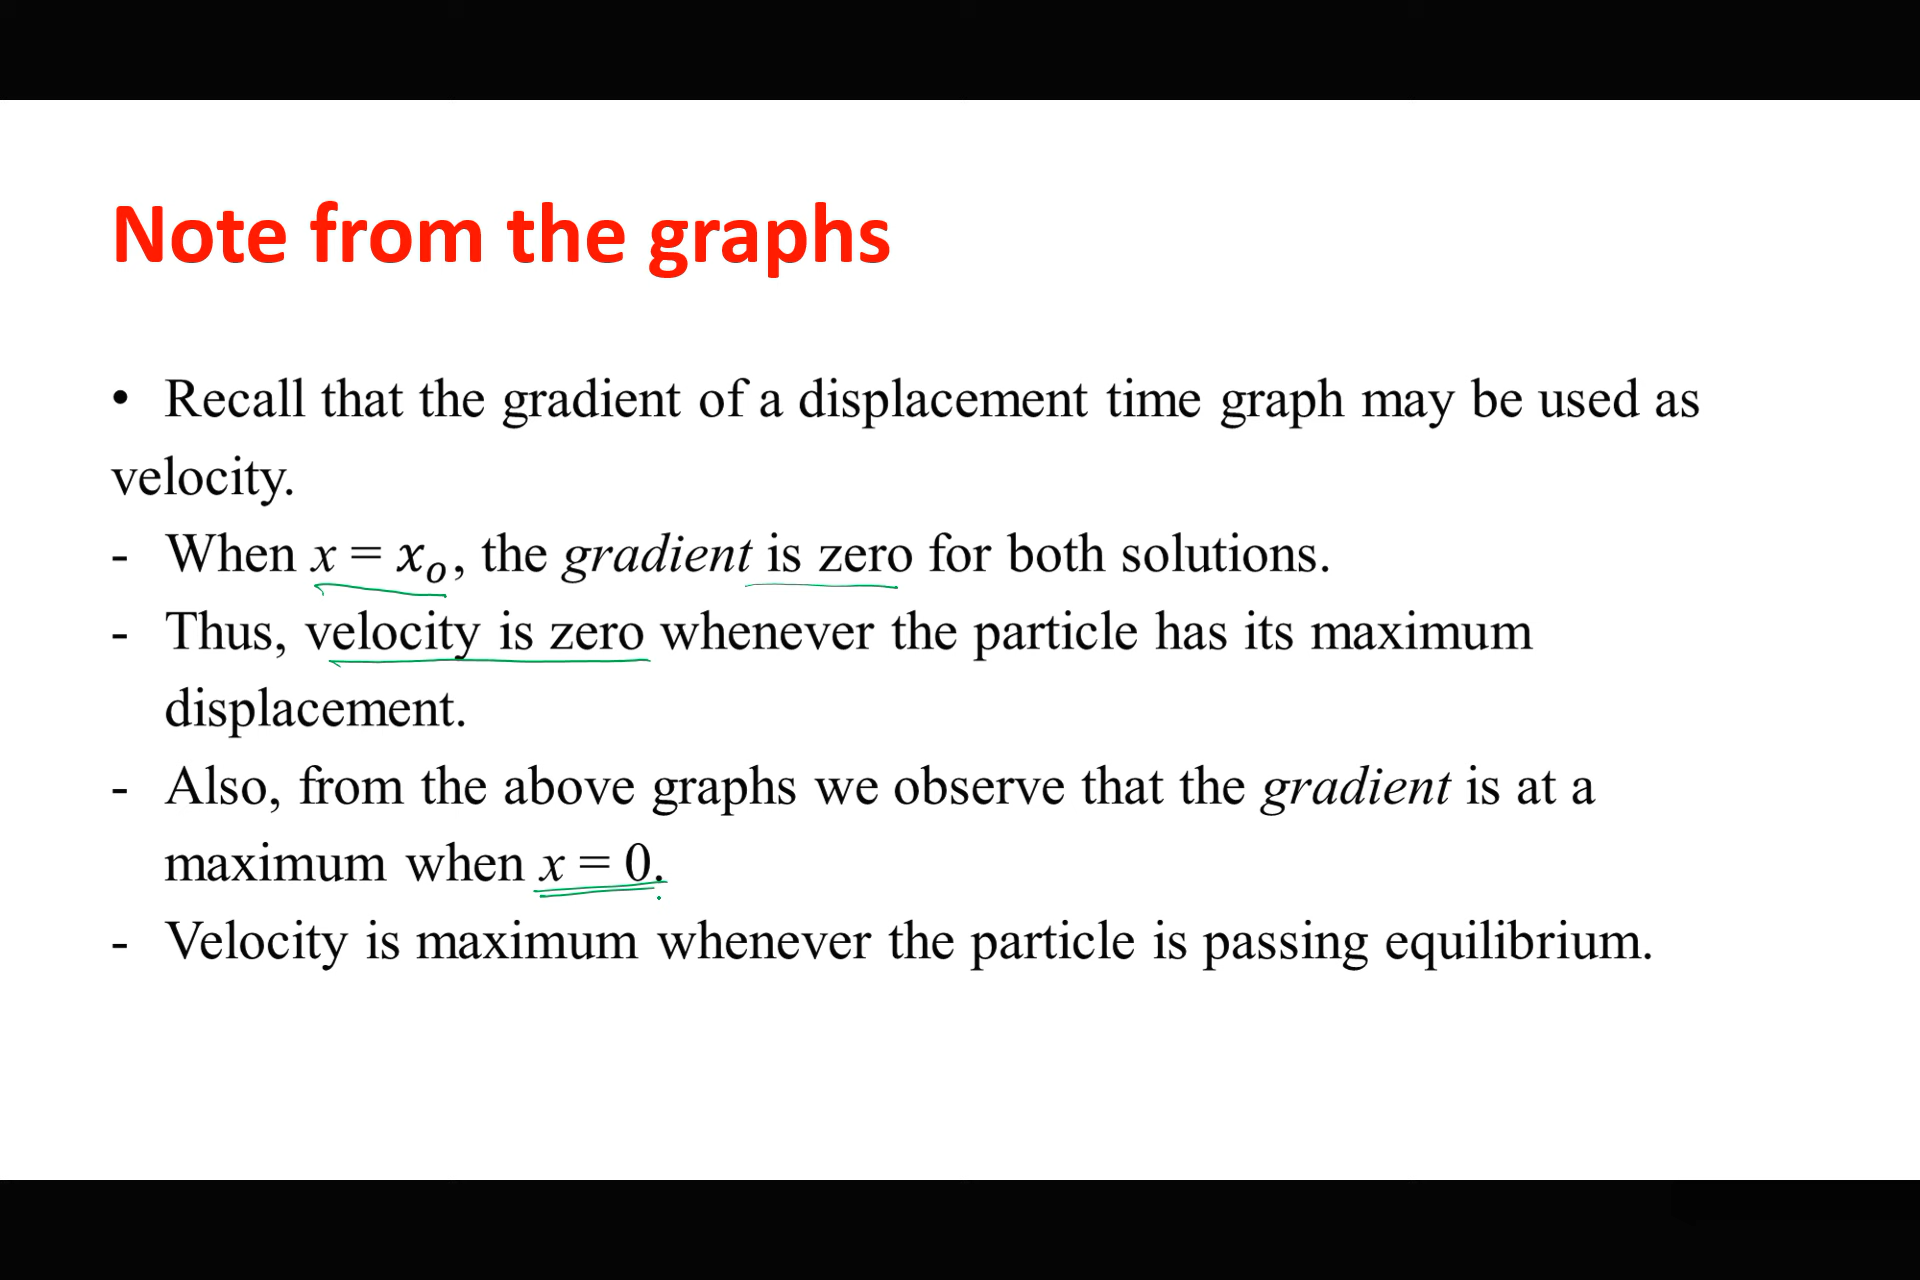 Note from the graphs
• Recall that the gradient of a displacement time graph may be used as
velocity.
- When x = xₒ, the gradient is zero for both solutions.
- Thus, velocity is zero whenever the particle has its maximum
displacement.
- Also, from the above graphs we observe that the gradient is at a
maximum when x = 0.
- Velocity is maximum whenever the particle is passing equilibrium.